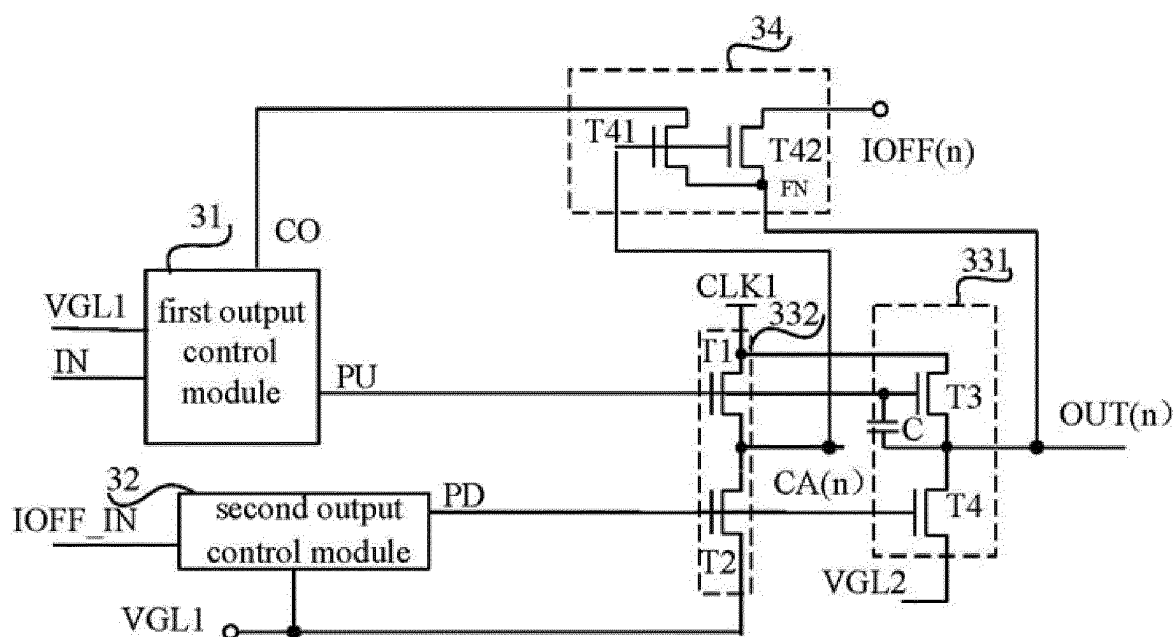 34
T41
T42
IOFF(n)
FN
31
CO
331
VGL1
first output
control
module
CLK1
332
IN
PU
T1
T3
C
OUT(n)
CA(n)
32
IOFF_IN
second output
control module
PD
T2
T4
VGL2
VGL1